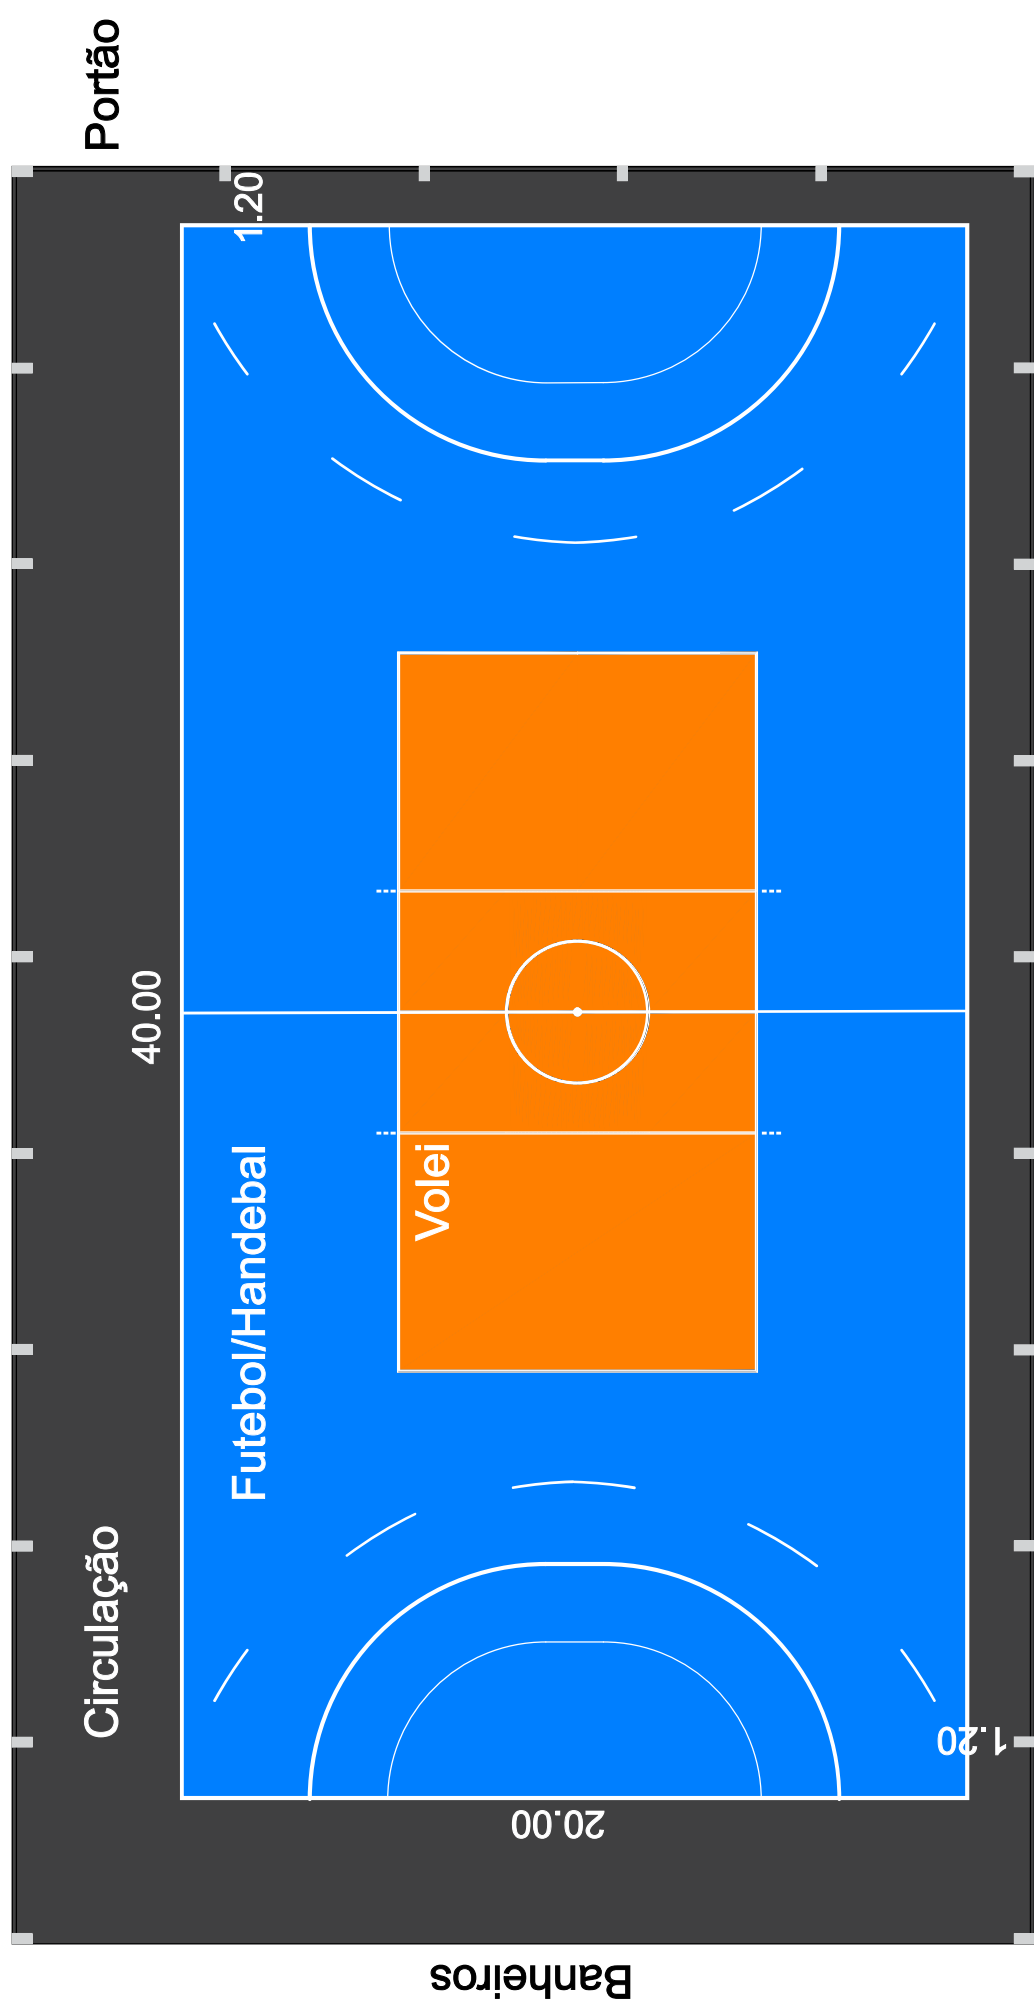 Portão
1.20
40.00
Futebol/Handebal
Volei
Circulação
1.20
20.00
Banheiros